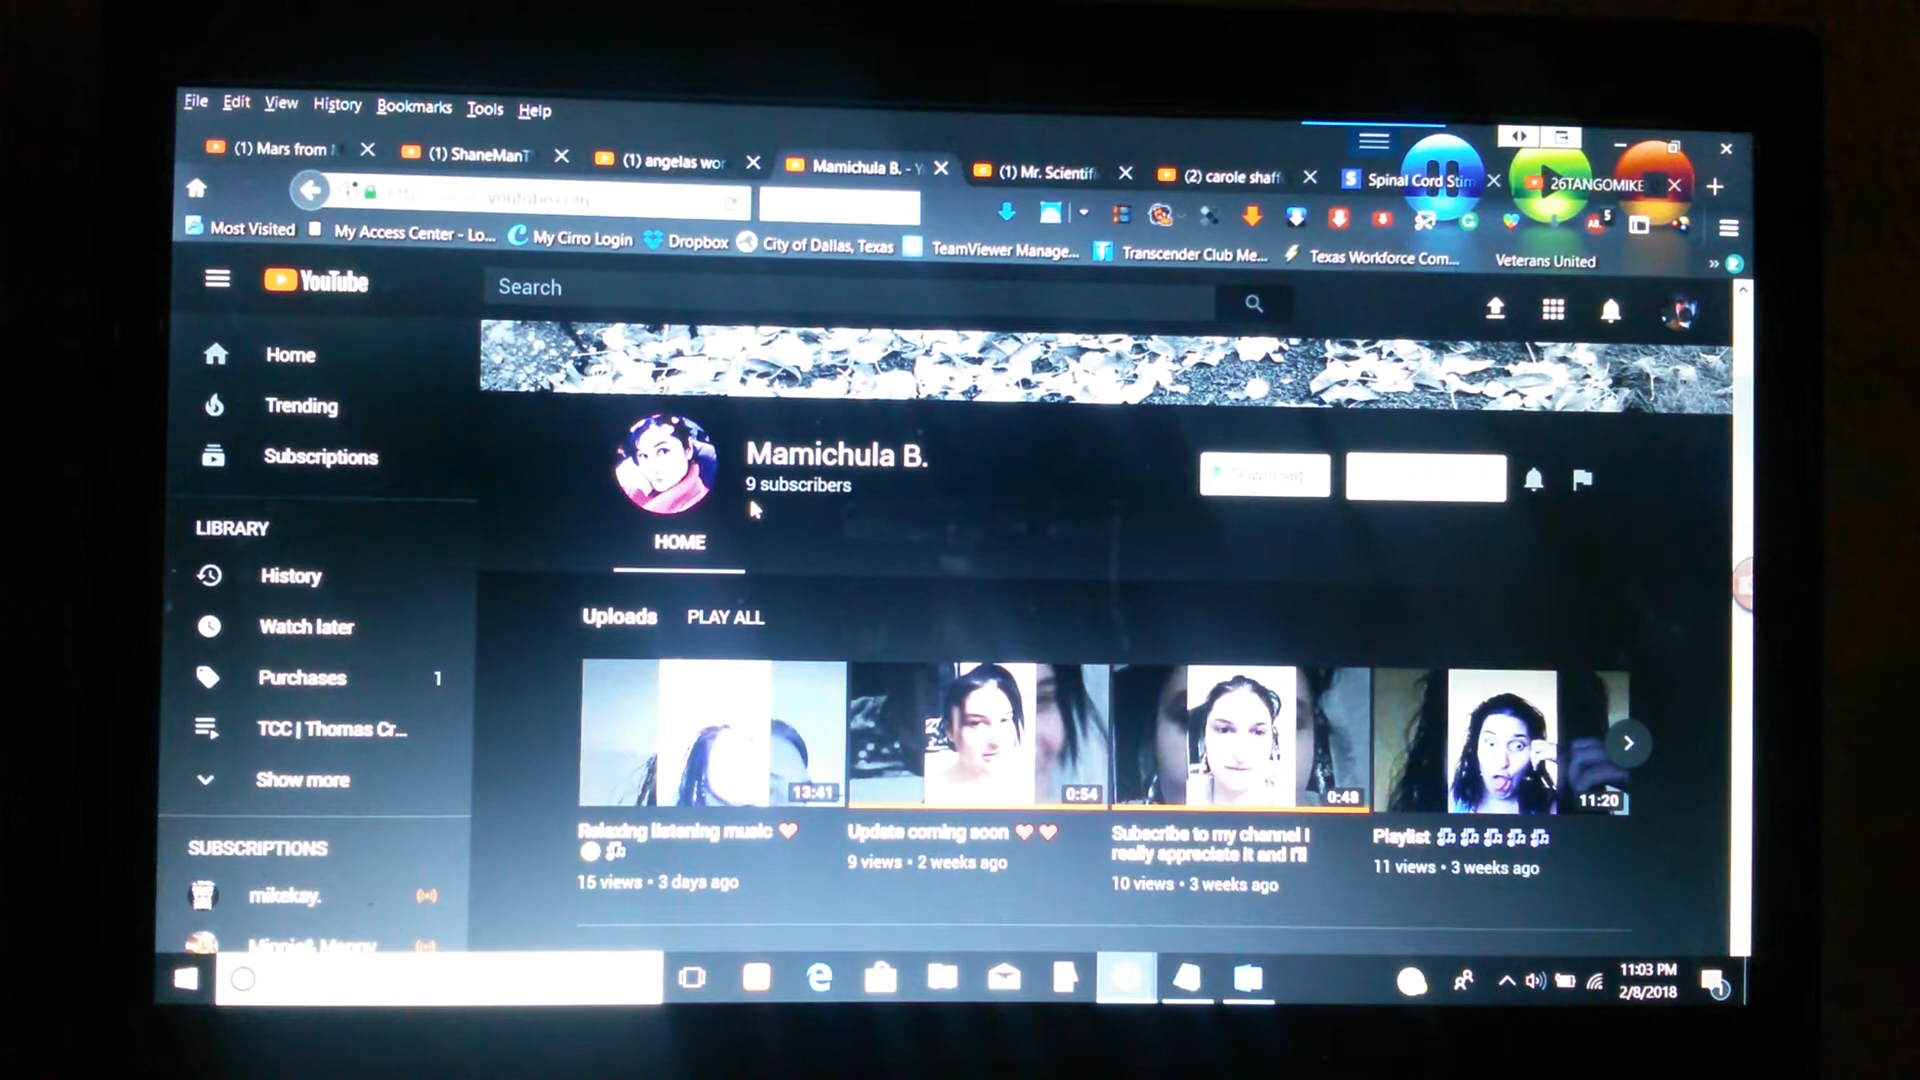 File Edit View History Bookmarks Tools Help
(1) Mars from
(1) ShaneManT
(1) angelas wor
Mamichula B. - Y
(1) Mr. Scientifi
(2) carole shaff
Spinal Cord Stim
26TANGOMIKE
Most Visited My Access Center - Lo... My Cirro Login Dropbox City of Dallas, Texas TeamViewer Manage... Transcender Club Me... Texas Workforce Com... Veterans United »
YouTube
Search
Home
Trending
Subscriptions
LIBRARY
History
Watch later
Purchases 1
TCC | Thomas Cr...
Show more
SUBSCRIPTIONS
mikekay.
Mamichula B.
9 subscribers
Download
HOME
Uploads PLAY ALL
13:41
Relaxing listening music ❤
15 views • 3 days ago
0:54
Update coming soon ❤ ❤
9 views • 2 weeks ago
0:48
Subscribe to my channel I
really appreciate it and I'll
10 views • 3 weeks ago
11:20
Playlist
11 views • 3 weeks ago
11:03 PM
2/8/2018